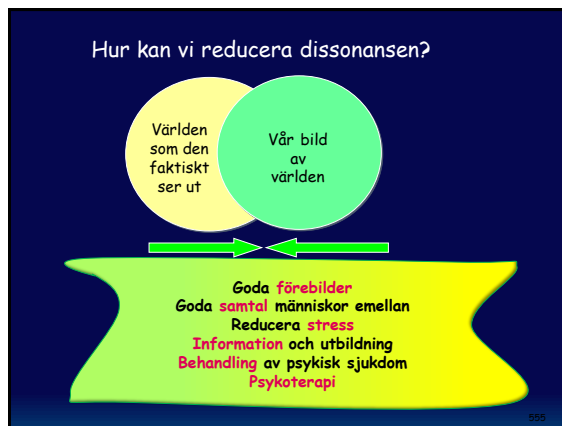 Hur kan vi reducera dissonansen?
Världen
som den
faktiskt
ser ut
Vår bild
av
världen
Goda förebilder
Goda samtal människor emellan
Reducera stress
Information och utbildning
Behandling av psykisk sjukdom
Psykoterapi
555